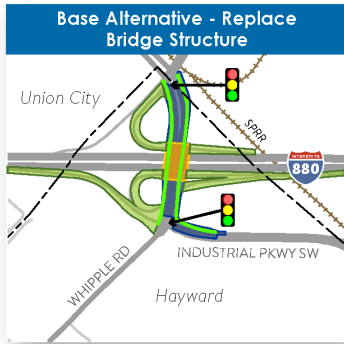 Base Alternative - Replace
Bridge Structure
Union City
SPRR
INTERSTATE
880
WHIPPLE RD
INDUSTRIAL PKWY SW
Hayward